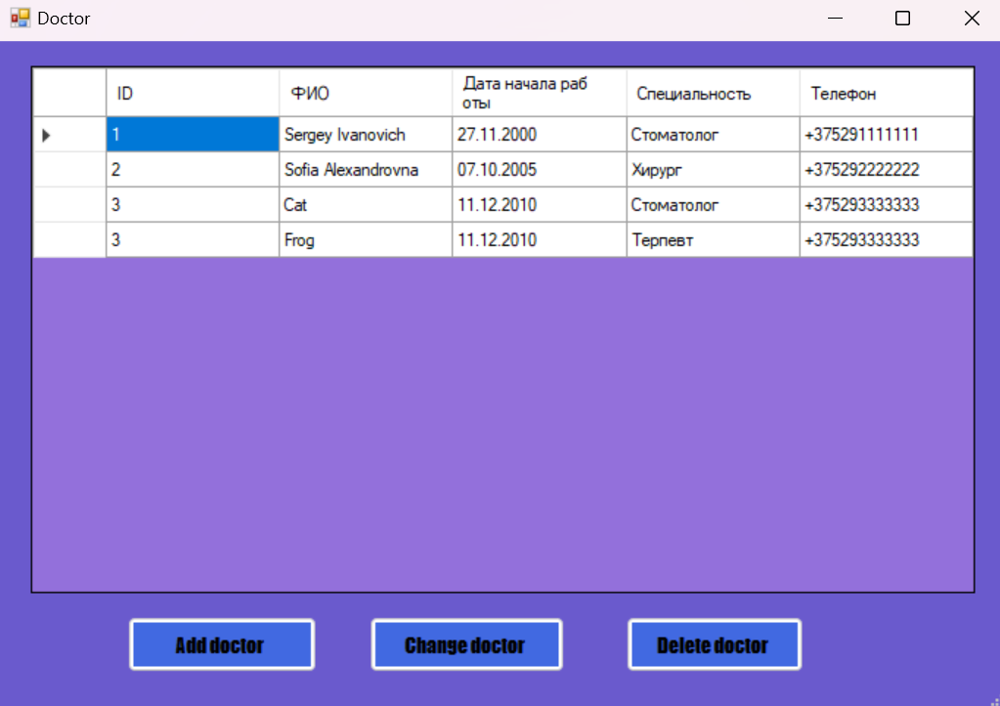 Doctor
ID ФИО Дата начала раб
оты Специальность Телефон
1 Sergey Ivanovich 27.11.2000 Стоматолог +375291111111
2 Sofia Alexandrovna 07.10.2005 Хирург +375292222222
3 Cat 11.12.2010 Стоматолог +375293333333
3 Frog 11.12.2010 Терпевт +375293333333
Add doctor Change doctor Delete doctor